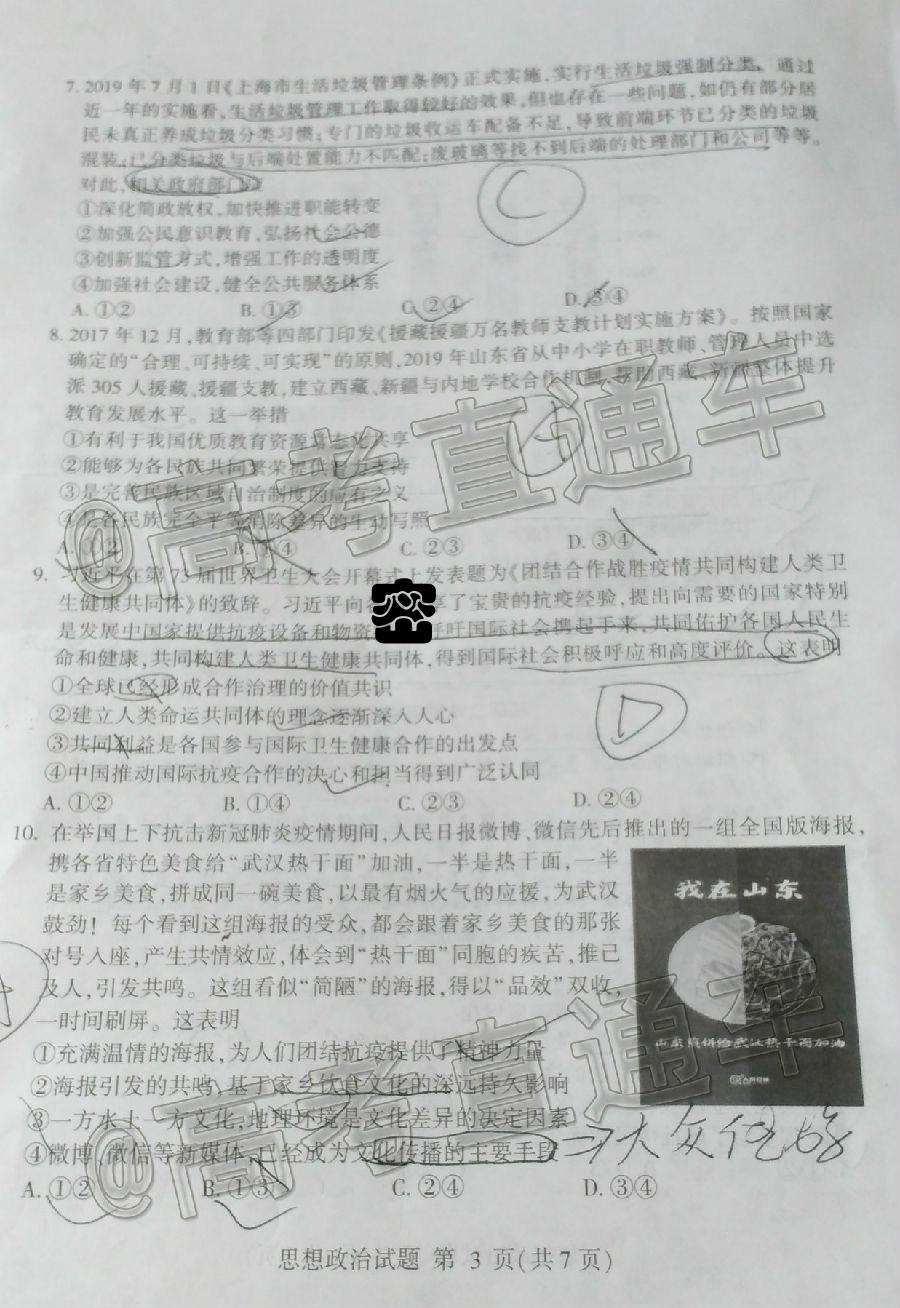 7. 2019 年 7 月 1 日《上海市生活垃圾管理条例》正式实施,实行生活垃圾强制分类。通过
近一年的实施看,生活垃圾管理工作取得较好的效果,但也存在一些问题,如仍有部分居
民未真正养成垃圾分类习惯;专门的垃圾收运车配备不足,导致前端环节已分类的垃圾
混装;已分类垃圾与后端处置能力不匹配;废玻璃等找不到后端的处理部门和公司等等。
对此,相关政府部门应
①深化简政放权,加快推进职能转变
②加强公民意识教育,弘扬社会公德
③创新监管方式,增强工作的透明度
④加强社会建设,健全公共服务体系
C
A. ①② B. ①③ C. ②④ D. ③④
8. 2017 年 12 月,教育部等四部门印发《援藏援疆万名教师支教计划实施方案》。按照国家
确定的“合理、可持续、可实现”的原则,2019 年山东省从中小学在职教师、管理人员中选
派 305 人援藏、援疆支教,建立西藏、新疆与内地学校合作机制,帮助西藏、新疆整体提升
教育发展水平。这一举措
①有利于我国优质教育资源 共享
②能够为各民族共同繁荣提供智力支持
③是完善民族区域自治制度的应有之义
④是各民族完全平等消除差异的生动写照
A. ①② B. ①④ C. ②③ D. ③④
9. 习近平在第 73 届世界卫生大会开幕式上发表题为《团结合作战胜疫情共同构建人类卫
生健康共同体》的致辞。习近平向 享了宝贵的抗疫经验,提出向需要的国家特别
是发展中国家提供抗疫设备和物资 呼吁国际社会携起手来,共同佑护各国人民生
命和健康,共同构建人类卫生健康共同体,得到国际社会积极呼应和高度评价。这表明
①全球已经形成合作治理的价值共识
②建立人类命运共同体的理念逐渐深入人心
D
③共同利益是各国参与国际卫生健康合作的出发点
④中国推动国际抗疫合作的决心和担当得到广泛认同
A. ①② B. ①④ C. ②③ D. ②④
10. 在举国上下抗击新冠肺炎疫情期间,人民日报微博、微信先后推出的一组全国版海报,
携各省特色美食给“武汉热干面”加油,一半是热干面,一半
是家乡美食,拼成同一碗美食,以最有烟火气的应援,为武汉
鼓劲!每个看到这组海报的受众,都会跟着家乡美食的那张
对号入座,产生共情效应,体会到“热干面”同胞的疾苦,推己
及人,引发共鸣。这组看似“简陋”的海报,得以“品效”双收,
一时间刷屏。这表明
我在山东
山东煎饼给武汉热干面加油
①充满温情的海报,为人们团结抗疫提供了精神力量
②海报引发的共鸣,基于家乡饮食文化的深远持久影响
③一方水土一方文化,地理环境是文化差异的决定因素
④微博、微信等新媒体,已经成为文化传播的主要手段
⇒大众传媒
A. ①② B. ①③ C. ②④ D. ③④
@高考直通车
@高考直通车
思想政治试题 第 3 页(共 7 页)